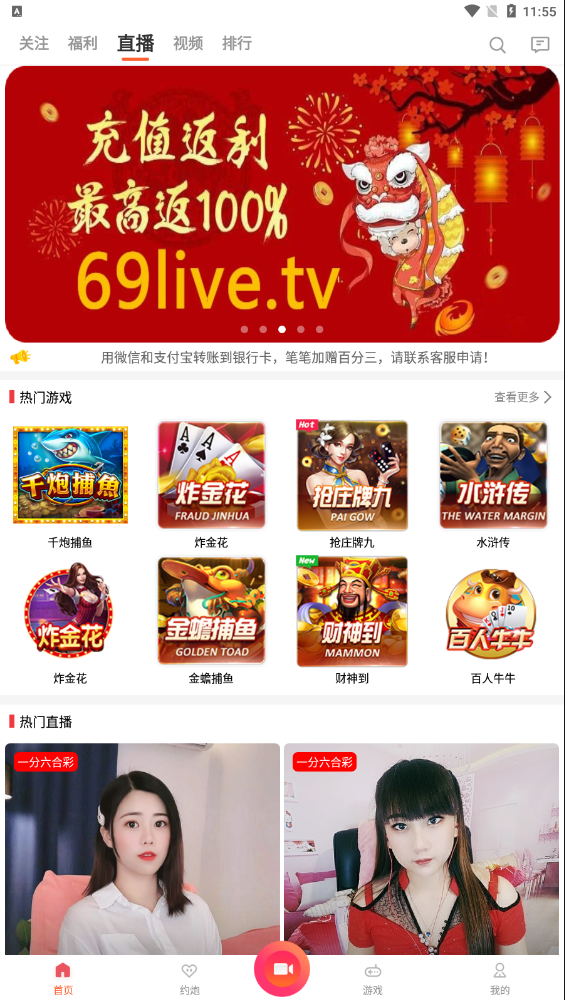 11:55
关注 福利 直播 视频 排行
充值返利
最高返100%
69live.tv
用微信和支付宝转账到银行卡，笔笔加赠百分三，请联系客服申请！
热门游戏 查看更多
千炮捕魚 炸金花 FRAUD JINHUA Hot 抢庄牌九 PAI GOW 水浒传 THE WATER MARGIN
千炮捕鱼 炸金花 抢庄牌九 水浒传
炸金花 金蟾捕鱼 GOLDEN TOAD New 财神到 MAMMON 百人牛牛
炸金花 金蟾捕鱼 财神到 百人牛牛
热门直播
一分六合彩 一分六合彩
首页 约炮 游戏 我的